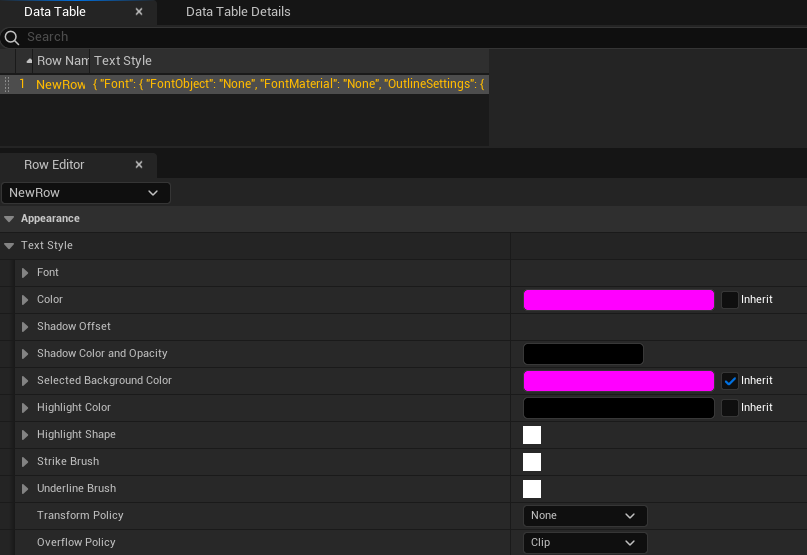 Data Table × Data Table Details
Search
Row Nam Text Style
1 NewRow { "Font": { "FontObject": "None", "FontMaterial": "None", "OutlineSettings": {
Row Editor ×
NewRow
Appearance
Text Style
Font
Color Inherit
Shadow Offset
Shadow Color and Opacity
Selected Background Color Inherit
Highlight Color Inherit
Highlight Shape
Strike Brush
Underline Brush
Transform Policy None
Overflow Policy Clip